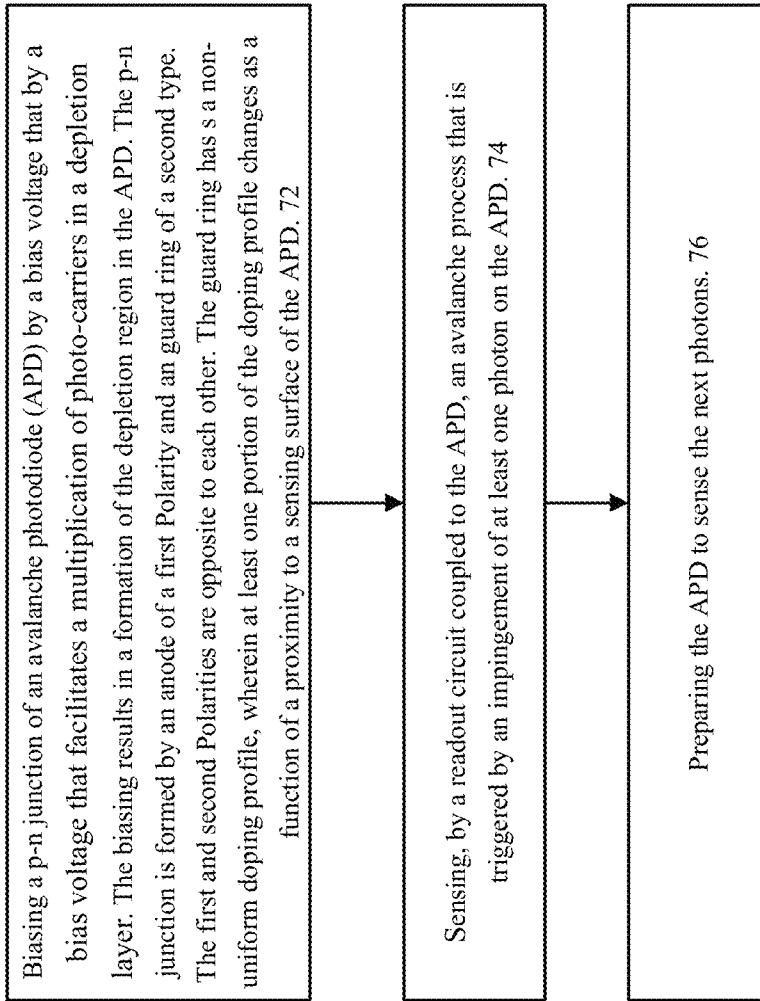 Biasing a p-n junction of an avalanche photodiode (APD) by a bias voltage that by a
bias voltage that facilitates a multiplication of photo-carriers in a depletion
layer. The biasing results in a formation of the depletion region in the APD. The p-n
junction is formed by an anode of a first Polarity and an guard ring of a second type.
The first and second Polarities are opposite to each other. The guard ring has s a non-
uniform doping profile, wherein at least one portion of the doping profile changes as a
function of a proximity to a sensing surface of the APD. 72
Sensing, by a readout circuit coupled to the APD, an avalanche process that is
triggered by an impingement of at least one photon on the APD. 74
Preparing the APD to sense the next photons. 76